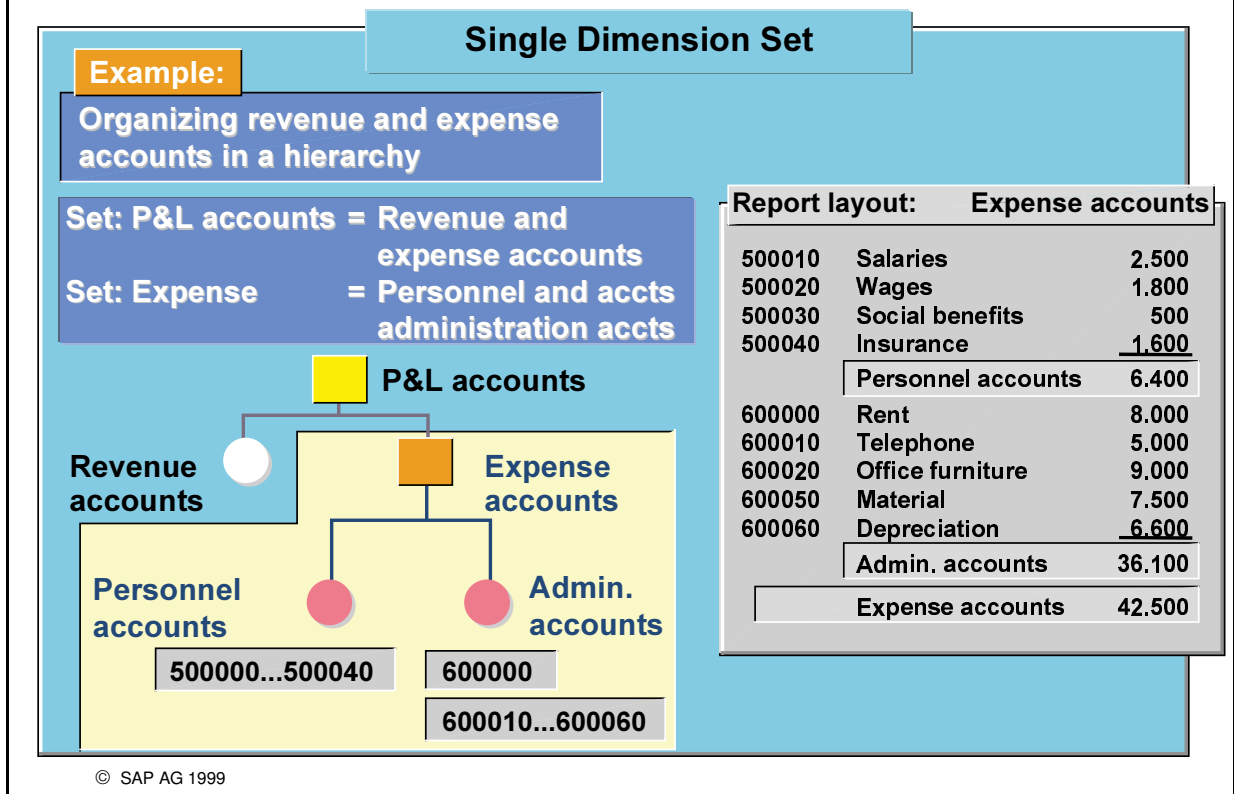 Single Dimension Set
Example:
Organizing revenue and expense
accounts in a hierarchy
Set: P&L accounts = Revenue and
expense accounts
Set: Expense = Personnel and accts
administration accts
P&L accounts
Revenue
accounts
Expense
accounts
Personnel
accounts
Admin.
accounts
500000...500040
600000
600010...600060
Report layout: Expense accounts
500010 Salaries 2.500
500020 Wages 1.800
500030 Social benefits 500
500040 Insurance 1.600
Personnel accounts 6.400
600000 Rent 8.000
600010 Telephone 5.000
600020 Office furniture 9.000
600050 Material 7.500
600060 Depreciation 6.600
Admin. accounts 36.100
Expense accounts 42.500
© SAP AG 1999